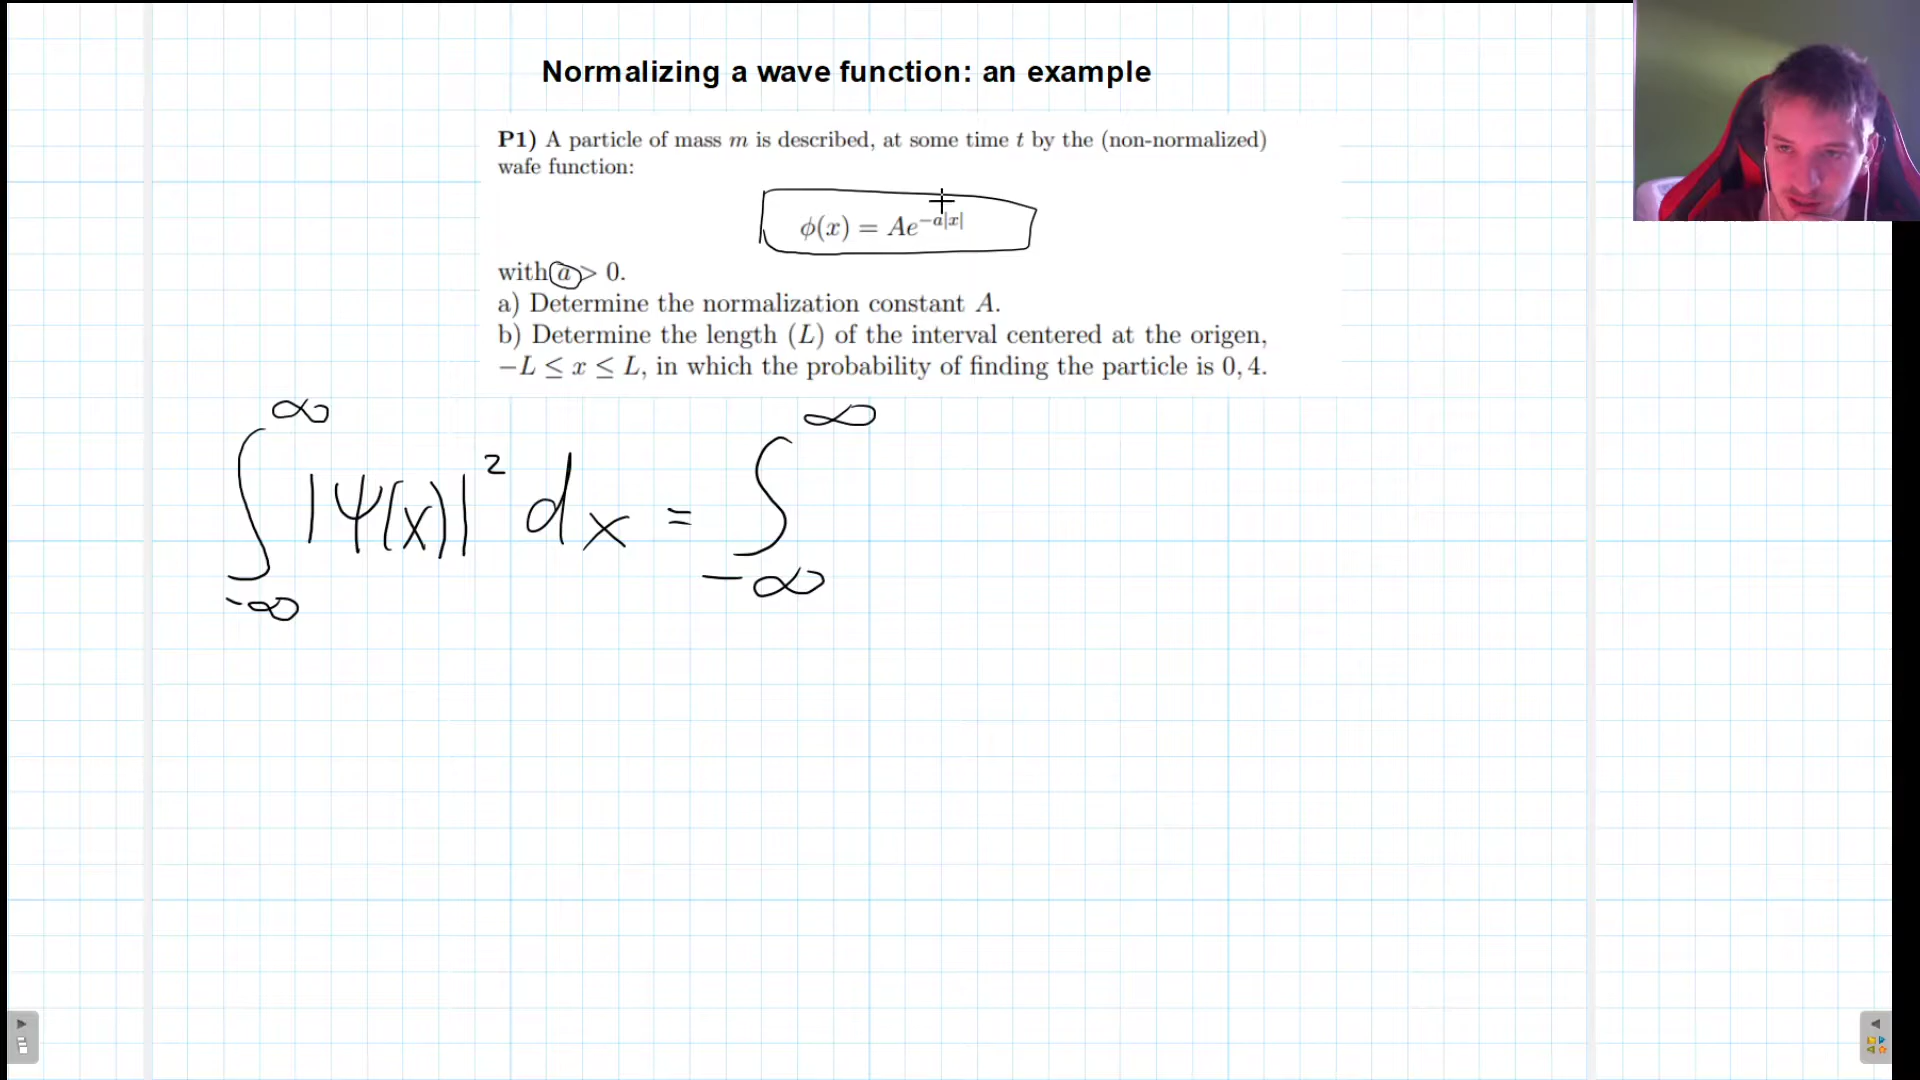 Normalizing a wave function: an example
P1) A particle of mass m is described, at some time t by the (non-normalized)
wafe function:
ϕ(x) = Ae^{−a|x|}
with a > 0.
a) Determine the normalization constant A.
b) Determine the length (L) of the interval centered at the origen,
−L ≤ x ≤ L, in which the probability of finding the particle is 0, 4.
∫_{-∞}^{∞} |Ψ(x)|² dx = ∫_{-∞}^{∞}